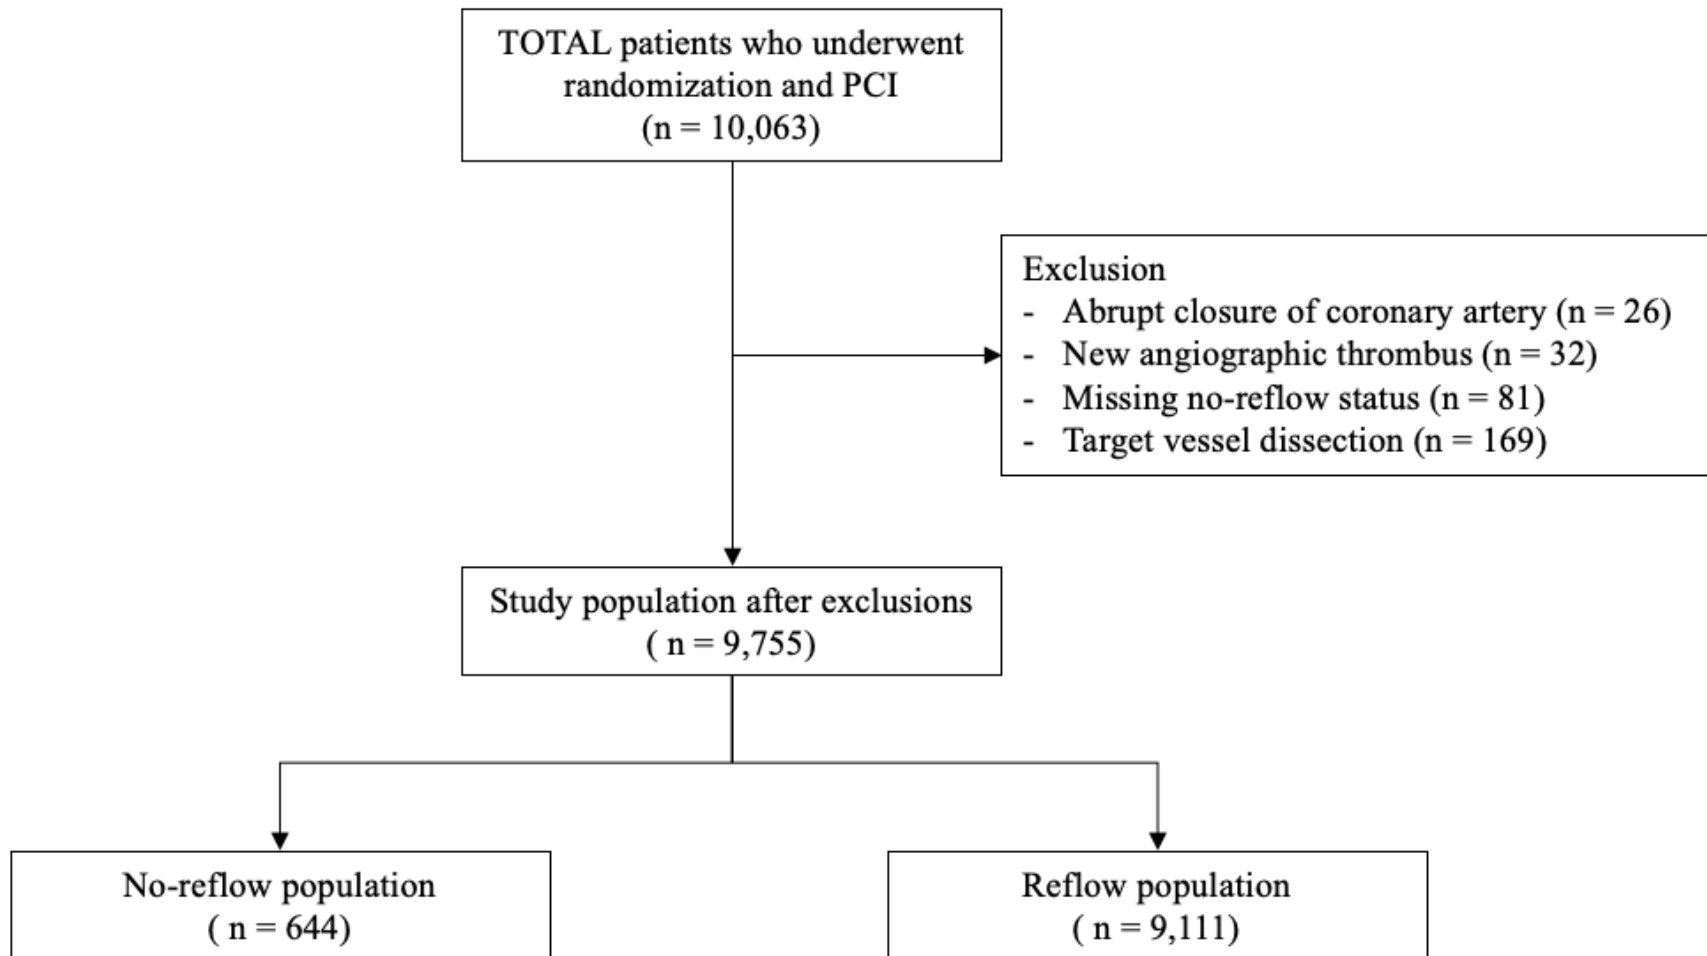 TOTAL patients who underwent
randomization and PCI
(n = 10,063)
Exclusion
- Abrupt closure of coronary artery (n = 26)
- New angiographic thrombus (n = 32)
- Missing no-reflow status (n = 81)
- Target vessel dissection (n = 169)
Study population after exclusions
( n = 9,755)
No-reflow population
( n = 644)
Reflow population
( n = 9,111)